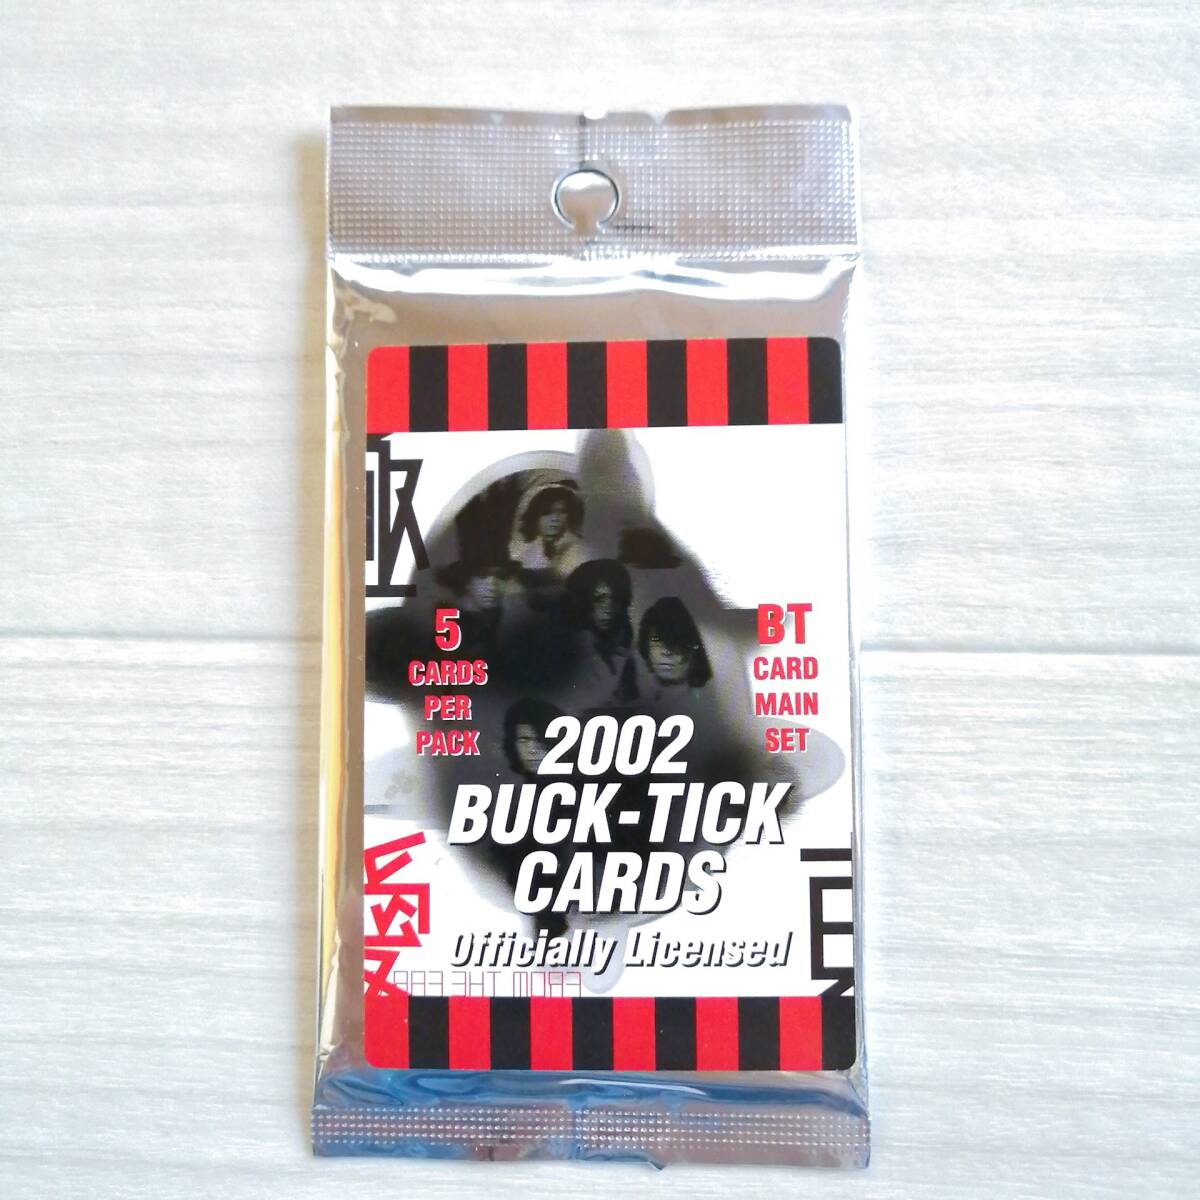 5
CARDS
PER
PACK
BT
CARD
MAIN
SET
2002
BUCK-TICK
CARDS
Officially Licensed